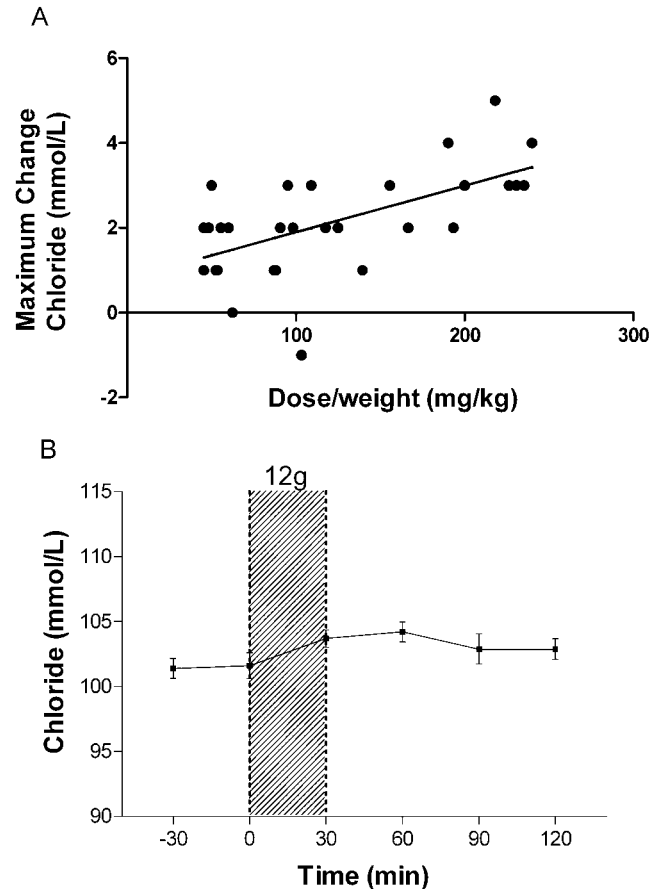 A
6
4
2
0
-2
100
200
300
Maximum Change
Chloride (mmol/L)
Dose/weight (mg/kg)
B
12g
115
110
105
100
95
90
Chloride (mmol/L)
-30
0
30
60
90
120
Time (min)